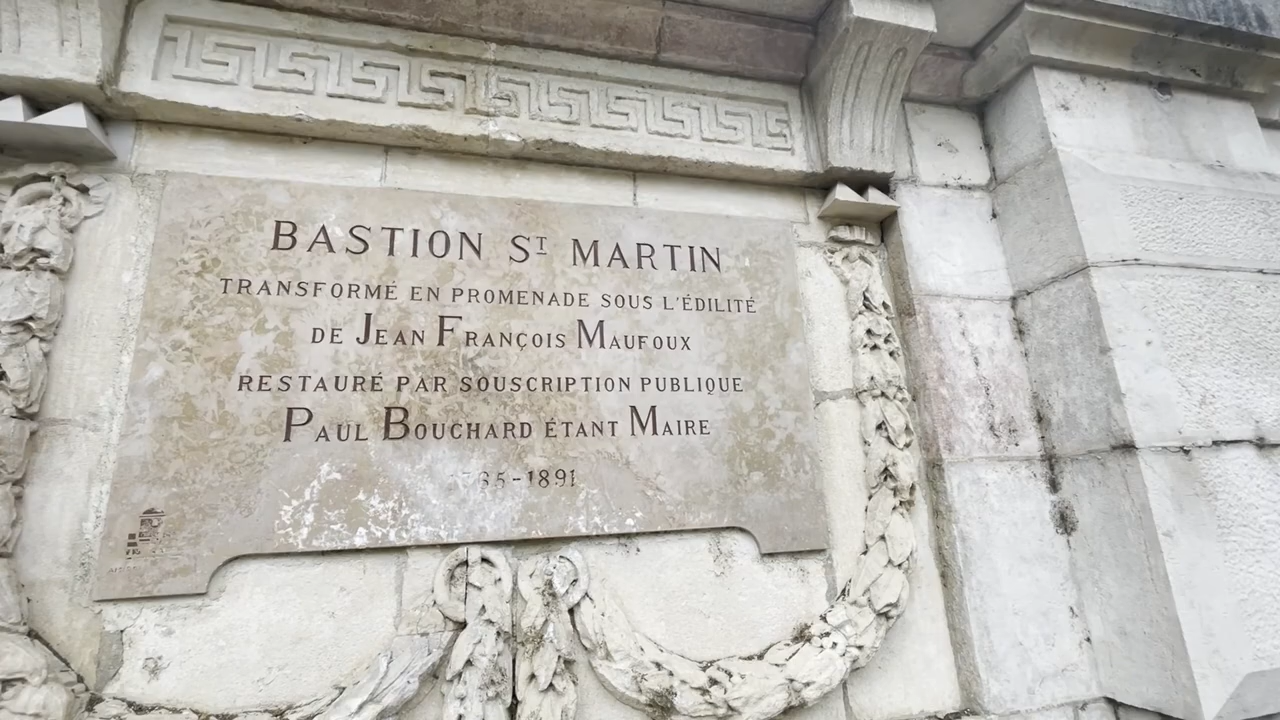 BASTION ST MARTIN
TRANSFORMÉ EN PROMENADE SOUS L'ÉDILITÉ
DE JEAN FRANÇOIS MAUFOUX
RESTAURÉ PAR SOUSCRIPTION PUBLIQUE
PAUL BOUCHARD ÉTANT MAIRE
-1891